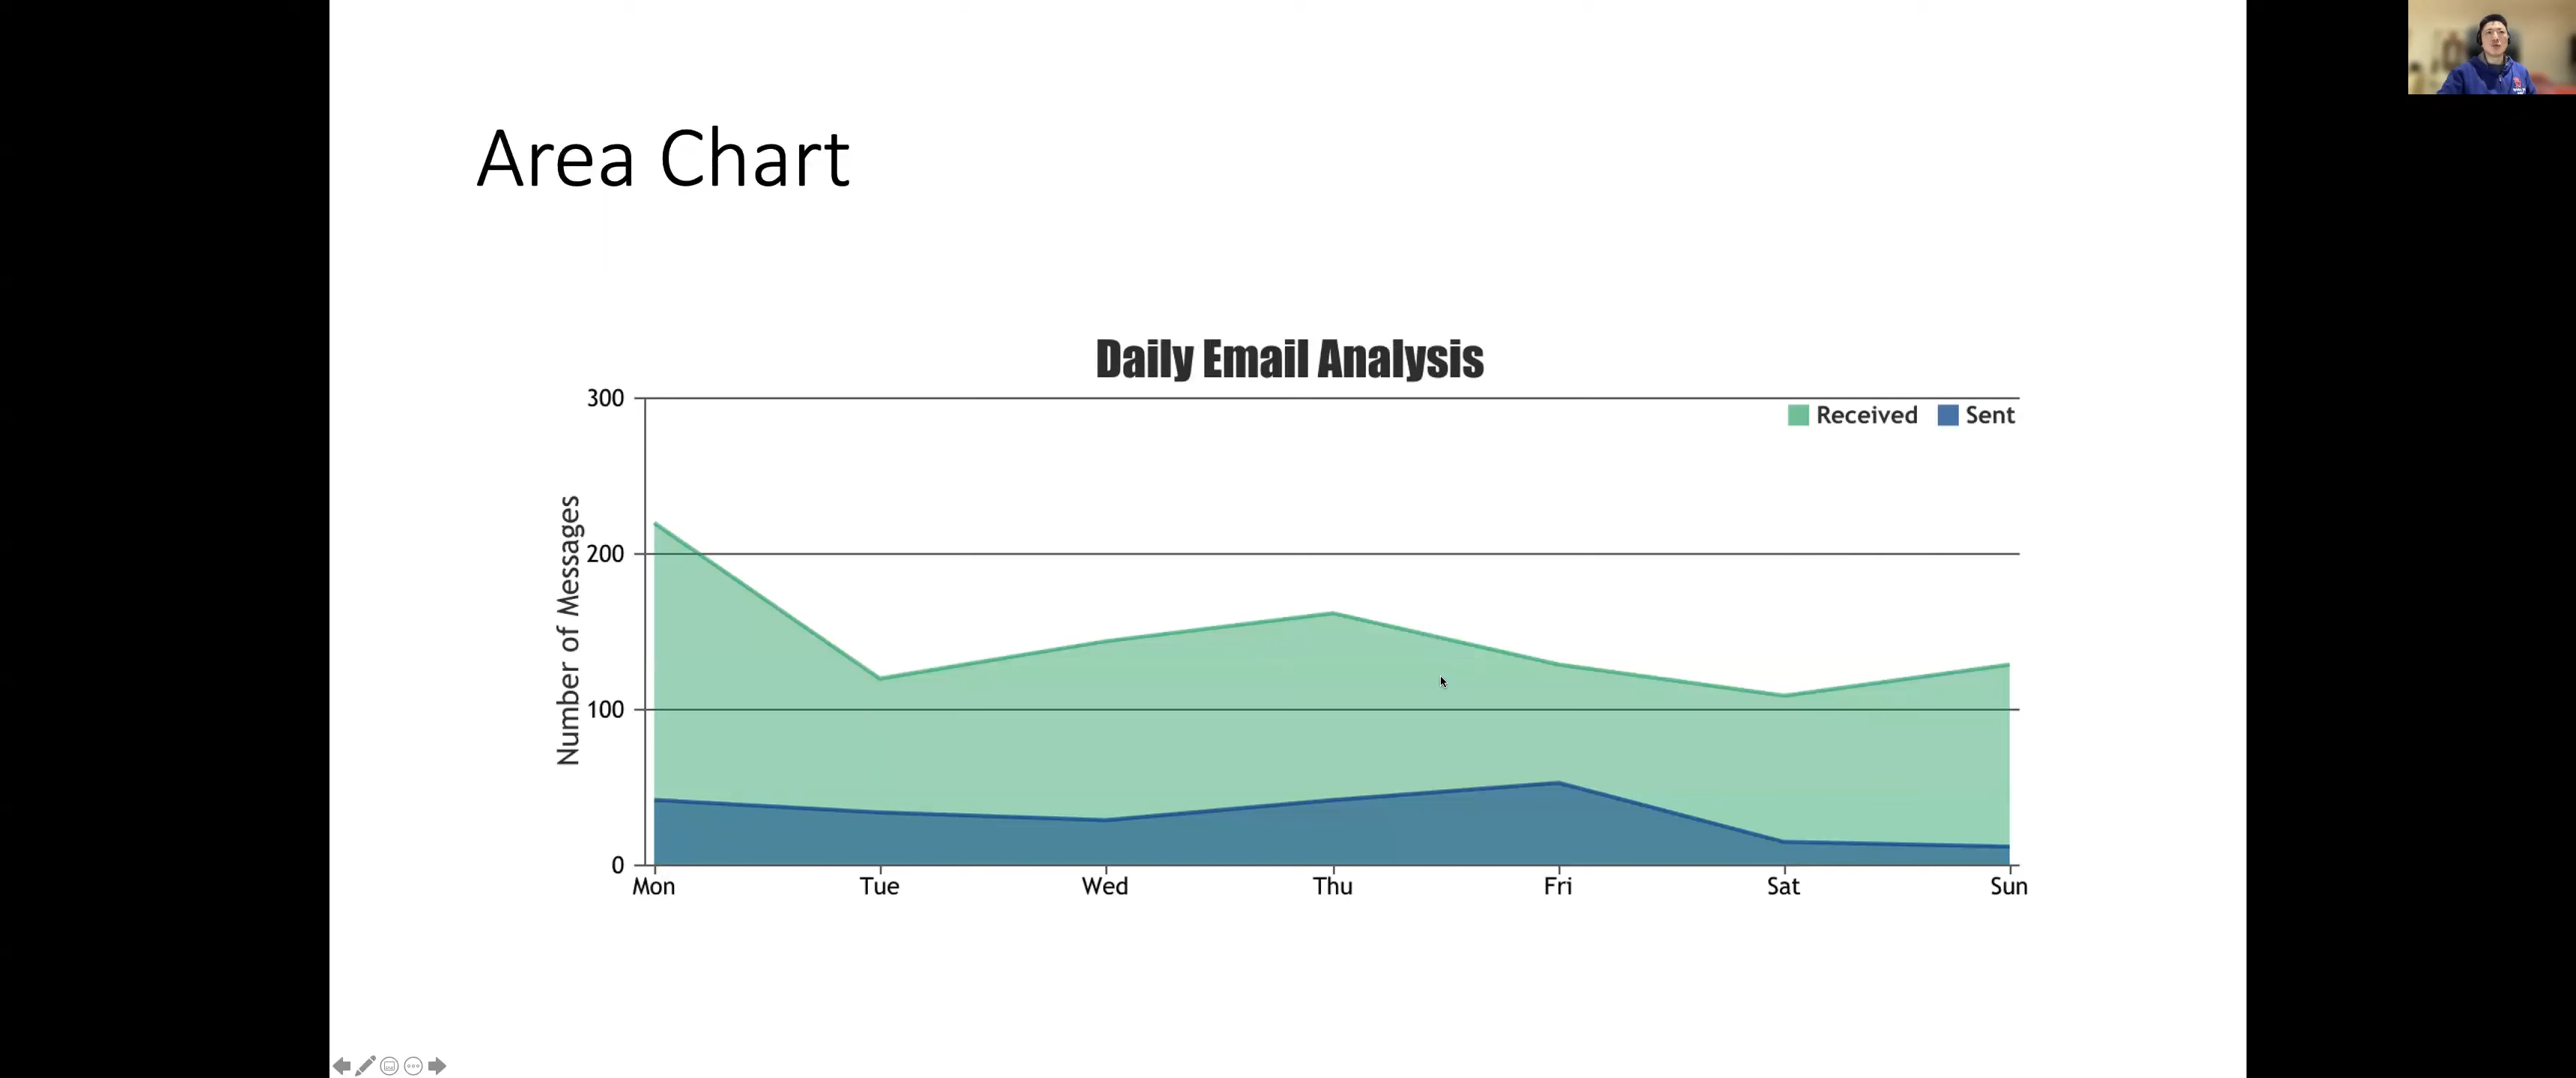 Area Chart
Daily Email Analysis
Received Sent
Number of Messages
300
200
100
0
Mon Tue Wed Thu Fri Sat Sun